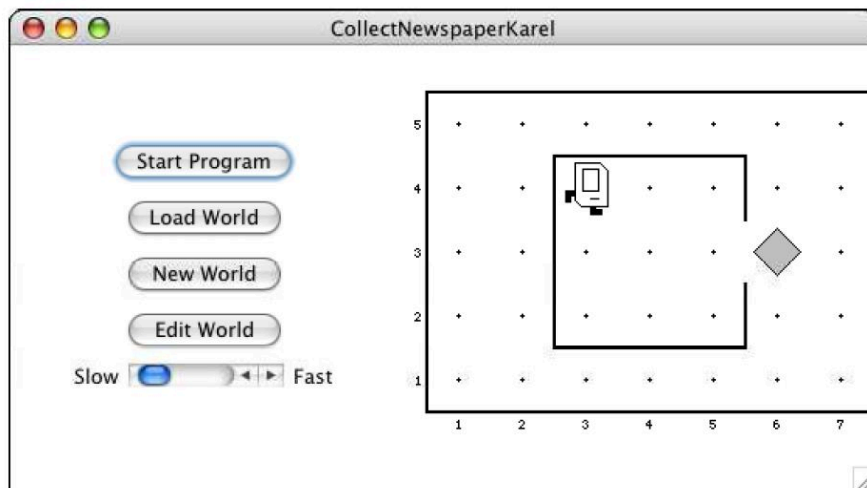 CollectNewspaperKarel
Start Program
Load World
New World
Edit World
Slow Fast
5
4
3
2
1
1 2 3 4 5 6 7